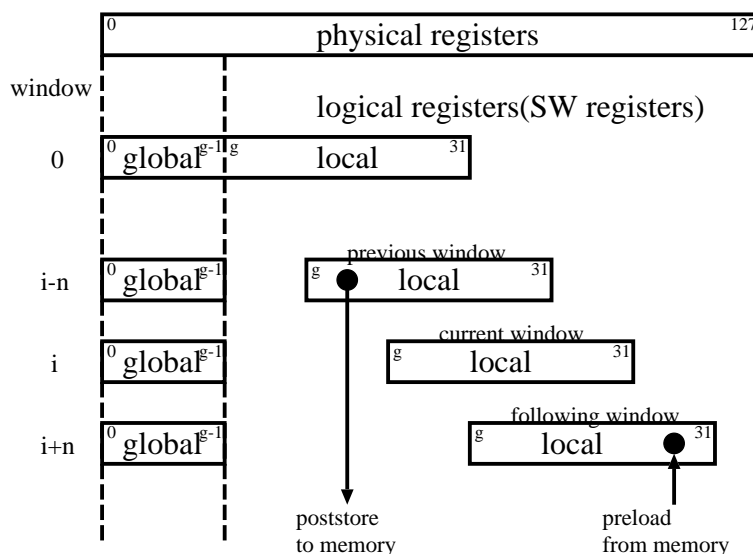 0 physical registers 127
window
logical registers(SW registers)
0 0 global g-1 g local 31
previous window
i-n 0 global g-1 g local 31
current window
i 0 global g-1 g local 31
following window
i+n 0 global g-1 g local 31
poststore preload
to memory from memory